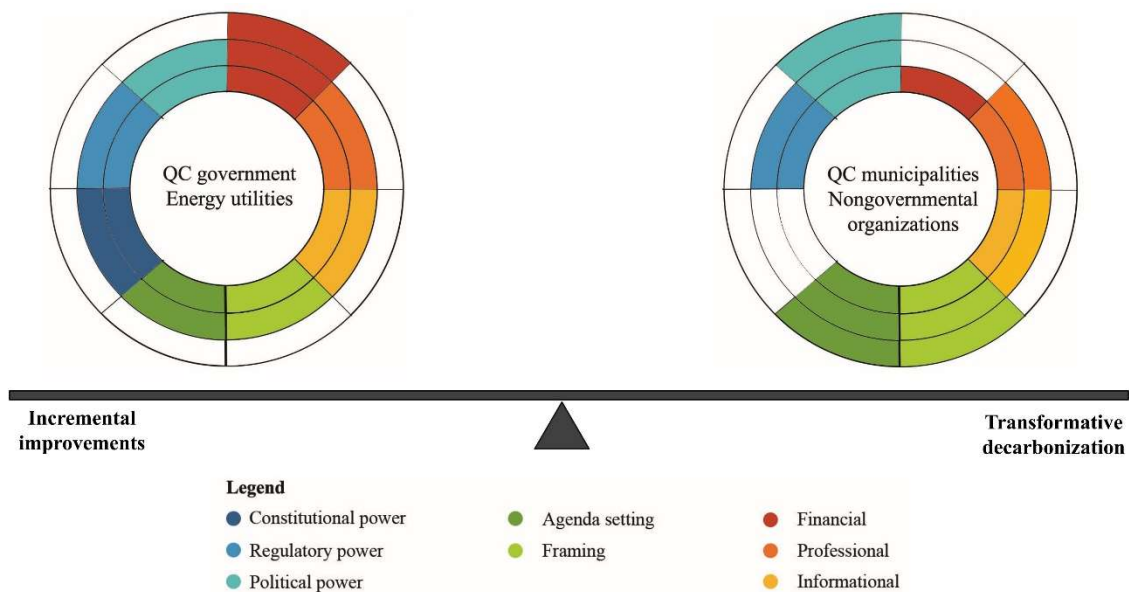 QC government
Energy utilities
QC municipalities
Nongovernmental
organizations
Incremental
improvements
Transformative
decarbonization
Legend
Constitutional power
Regulatory power
Political power
Agenda setting
Framing
Financial
Professional
Informational